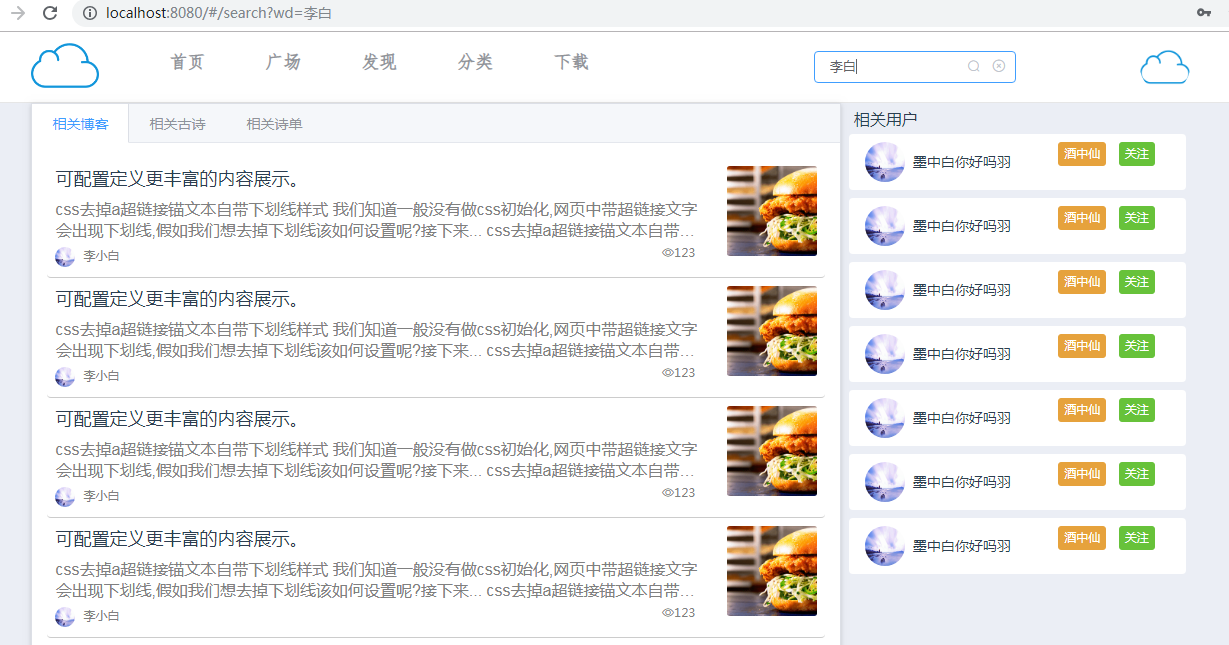 localhost:8080/#/search?wd=李白
首页 广场 发现 分类 下载
李白
相关博客 相关古诗 相关诗单
可配置定义更丰富的内容展示。
css去掉a超链接锚文本自带下划线样式 我们知道一般没有做css初始化,网页中带超链接文字
会出现下划线,假如我们想去掉下划线该如何设置呢?接下来... css去掉a超链接锚文本自带…
李小白 123
可配置定义更丰富的内容展示。
css去掉a超链接锚文本自带下划线样式 我们知道一般没有做css初始化,网页中带超链接文字
会出现下划线,假如我们想去掉下划线该如何设置呢?接下来... css去掉a超链接锚文本自带…
李小白 123
可配置定义更丰富的内容展示。
css去掉a超链接锚文本自带下划线样式 我们知道一般没有做css初始化,网页中带超链接文字
会出现下划线,假如我们想去掉下划线该如何设置呢?接下来... css去掉a超链接锚文本自带…
李小白 123
可配置定义更丰富的内容展示。
css去掉a超链接锚文本自带下划线样式 我们知道一般没有做css初始化,网页中带超链接文字
会出现下划线,假如我们想去掉下划线该如何设置呢?接下来... css去掉a超链接锚文本自带…
李小白 123
相关用户
墨中白你好吗羽 酒中仙 关注
墨中白你好吗羽 酒中仙 关注
墨中白你好吗羽 酒中仙 关注
墨中白你好吗羽 酒中仙 关注
墨中白你好吗羽 酒中仙 关注
墨中白你好吗羽 酒中仙 关注
墨中白你好吗羽 酒中仙 关注